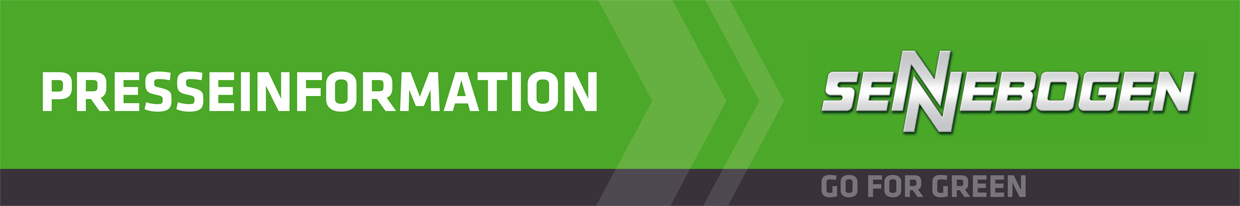 PRESSEINFORMATION
SENNEBOGEN
GO FOR GREEN